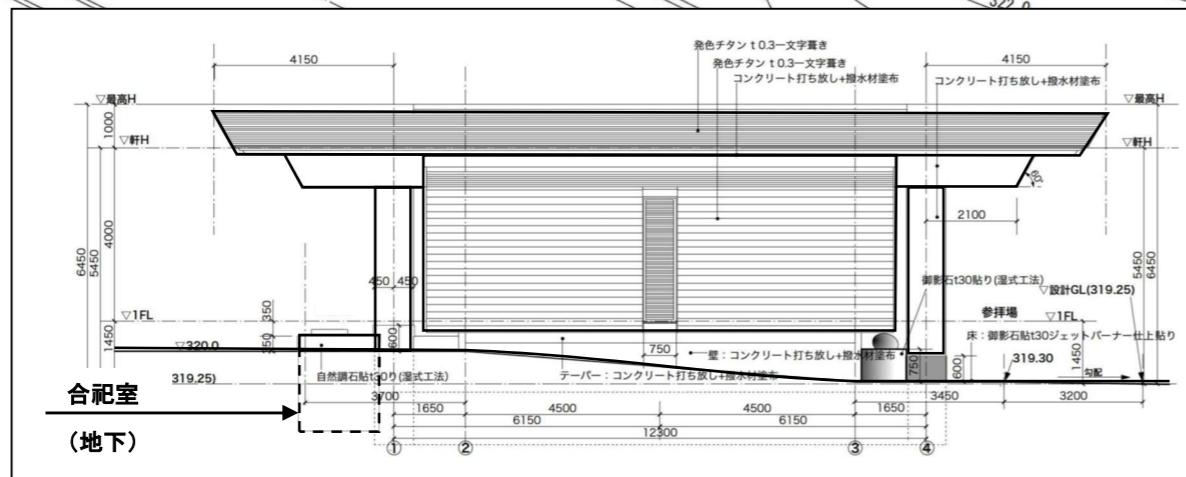 322.0
発色チタン t 0.3一文字葺き
4150
発色チタン t 0.3一文字葺き
4150
コンクリート打ち放し+撥水材塗布
コンクリート打ち放し+撥水材塗布
▽最高H
▽最高H
1000
▽軒H
▽軒H
60°
2100
6450
5450
4000
5450
6450
450
450
御影石t30貼り(湿式工法)
▽設計GL(319.25)
350
▽1FL
参拝場
▽1FL
床：御影石貼t30ジェットバーナー仕上貼り
1450
350
600
▽320.0
750
壁：コンクリート打ち放し+撥水材塗布
750
600
319.30
1450
勾配
319.25)
自然調石貼t30り(湿式工法)
テーパー：コンクリート打ち放し+撥水材塗布
合祀室
（地下）
3700
3450
3200
1650
4500
4500
1650
6150
6150
12300
①
②
③
④